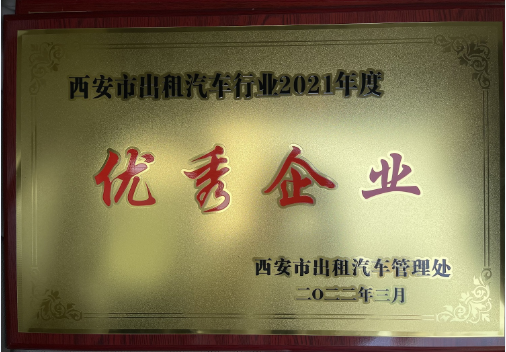 西安市出租汽车行业2021年度
优秀企业
西安市出租汽车管理处
二〇二二年三月